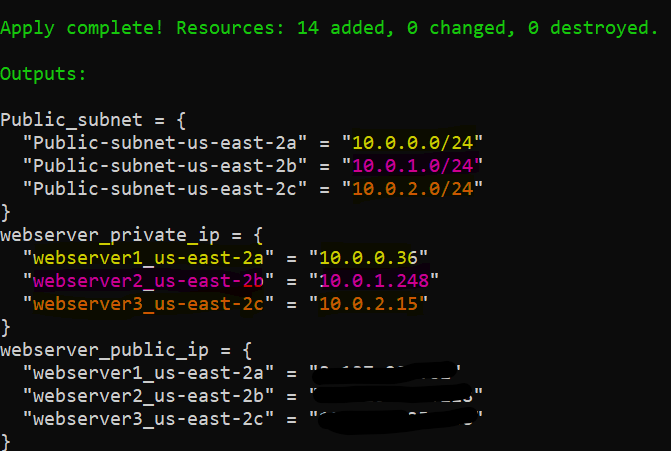 Apply complete! Resources: 14 added, 0 changed, 0 destroyed.
Outputs:
Public_subnet = {
"Public-subnet-us-east-2a" = "10.0.0.0/24"
"Public-subnet-us-east-2b" = "10.0.1.0/24"
"Public-subnet-us-east-2c" = "10.0.2.0/24"
}
webserver_private_ip = {
"webserver1_us-east-2a" = "10.0.0.36"
"webserver2_us-east-2b" = "10.0.1.248"
"webserver3_us-east-2c" = "10.0.2.15"
}
webserver_public_ip = {
"webserver1_us-east-2a" = "
"webserver2_us-east-2b" = "
"webserver3_us-east-2c" = "
}